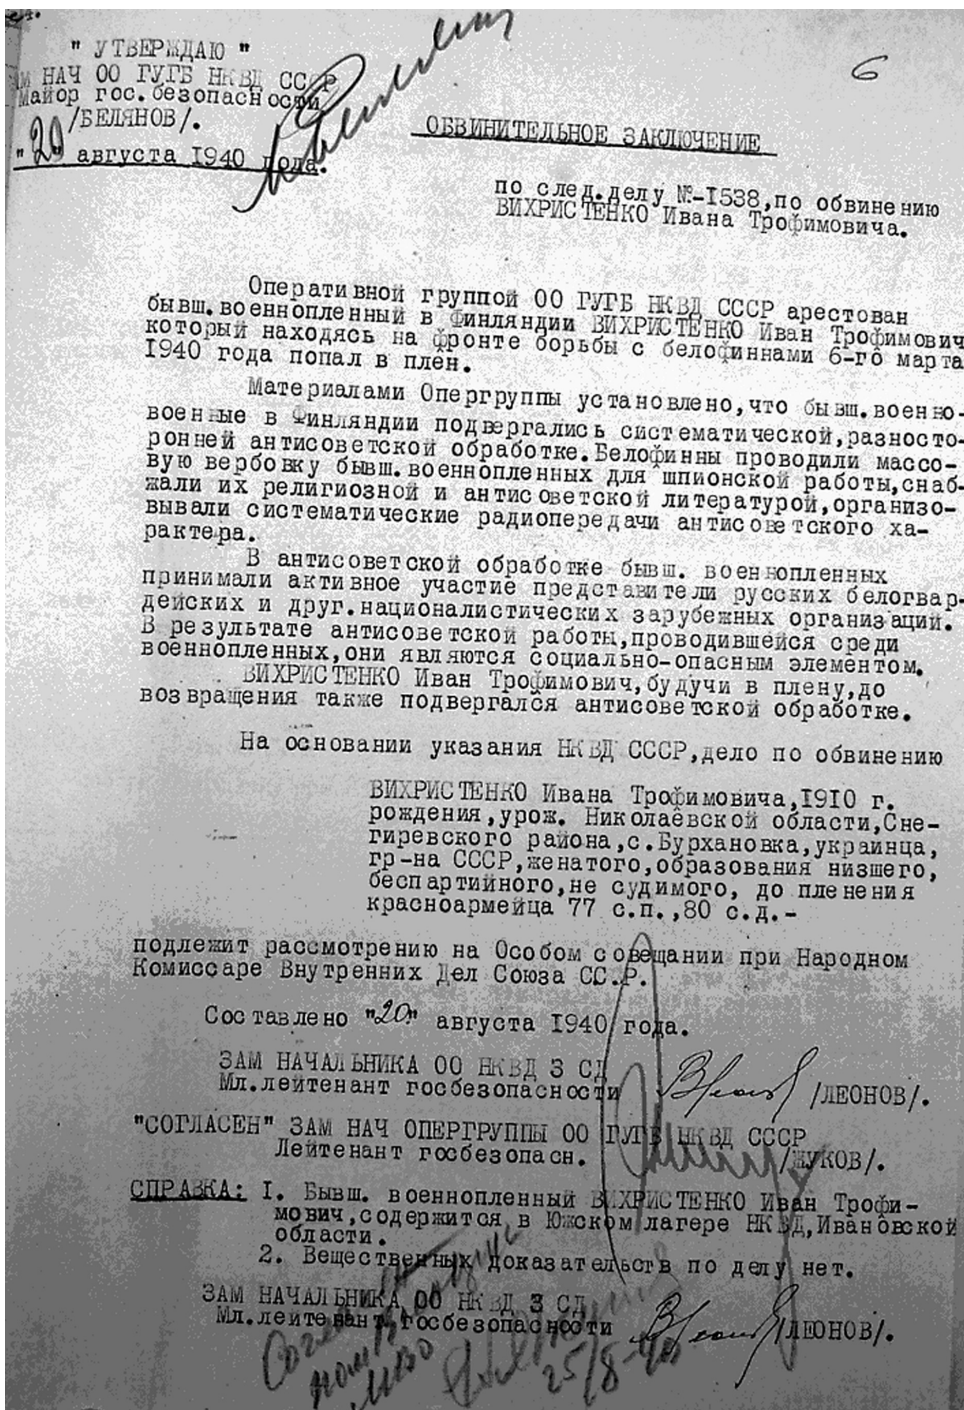 " УТВЕРЖДАЮ "
ЗАМ НАЧ ОО ГУГБ НКВД СССР
Майор гос.безопасности
/БЕЛЯНОВ/.
"20" августа 1940 года.
6
ОБВИНИТЕЛЬНОЕ ЗАКЛЮЧЕНИЕ
по след.делу №-1538,по обвинению
ВИХРИСТЕНКО Ивана Трофимовича.
Оперативной группой ОО ГУГБ НКВД СССР арестован
бывш.военнопленный в Финляндии ВИХРИСТЕНКО Иван Трофимович
который находясь на фронте борьбы с белофиннами 6-го марта
1940 года попал в плен.
Материалами Опергруппы установлено,что бывш.военно-
военные в Финляндии подвергались систематической,разносто-
ронней антисоветской обработке.Белофинны проводили массо-
вую вербовку бывш.военнопленных для шпионской работы,снаб-
жали их религиозной и антисоветской литературой,организо-
вывали систематические радиопередачи антисоветского ха-
рактера.
В антисоветской обработке бывш. военнопленных
принимали активное участие представители русских белогвар-
дейских и друг.националистических зарубежных организаций.
В результате антисоветской работы,проводившейся среди
военнопленных,они являются социально-опасным элементом.
ВИХРИСТЕНКО Иван Трофимович,будучи в плену,до
возвращения также подвергался антисоветской обработке.
На основании указания НКВД СССР,дело по обвинению
ВИХРИСТЕНКО Ивана Трофимовича,1910 г.
рождения,урож. Николаевской области,Сне-
гиревского района,с.Бурхановка,украинца,
гр-на СССР,женатого,образования низшего,
беспартийного,не судимого, до пленения
красноармейца 77 с.п.,80 с.д.-
подлежит рассмотрению на Особом совещании при Народном
Комиссаре Внутренних Дел Союза ССР.
Составлено "20" августа 1940 года.
ЗАМ НАЧАЛЬНИКА ОО НКВД 3 СД
Мл.лейтенант госбезопасности /ЛЕОНОВ/.
"СОГЛАСЕН" ЗАМ НАЧ ОПЕРГРУППЫ ОО ГУГБ НКВД СССР
Лейтенант госбезопасн. /ЖУКОВ/.
СПРАВКА: 1. Бывш. военнопленный ВИХРИСТЕНКО Иван Трофи-
мович,содержится в Южском лагере НКВД,Ивановской
области.
2. Вещественных доказательств по делу нет.
ЗАМ НАЧАЛЬНИКА ОО НКВД 3 СД
Мл.лейтенант госбезопасности /ЛЕОНОВ/.
25/8-40